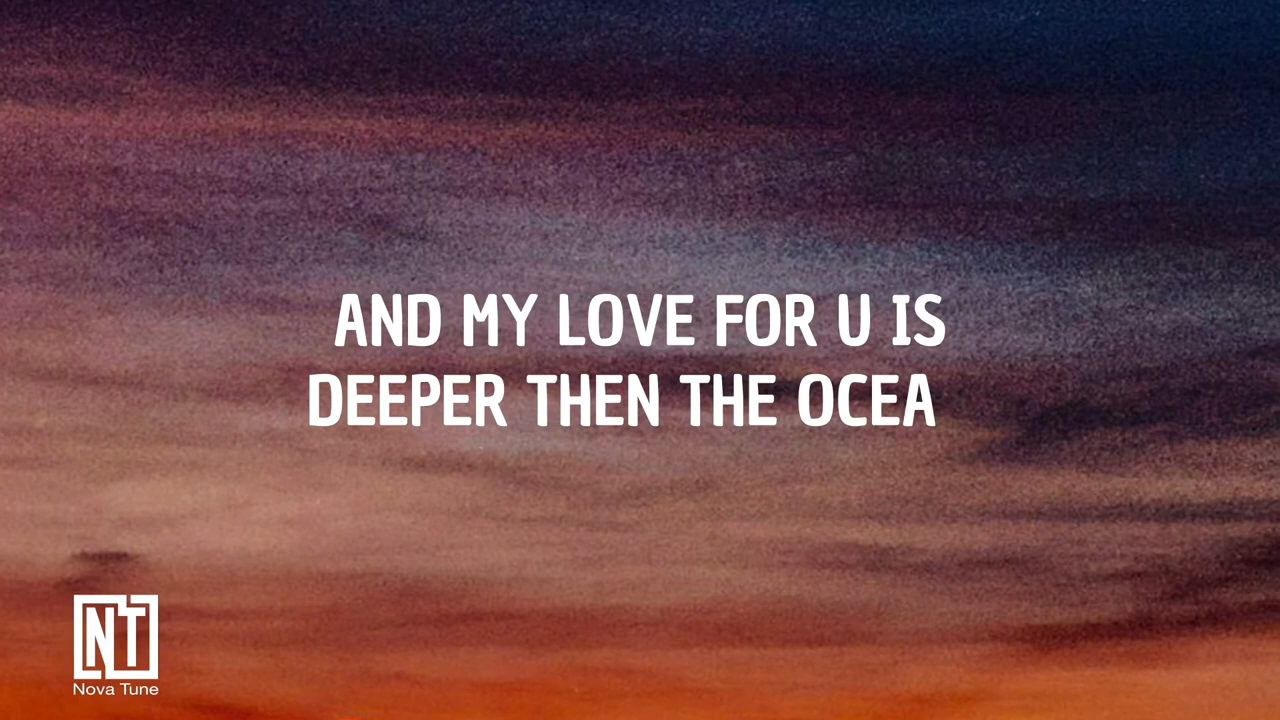 AND MY LOVE FOR U IS
DEEPER THEN THE OCEA
NT
Nova Tune